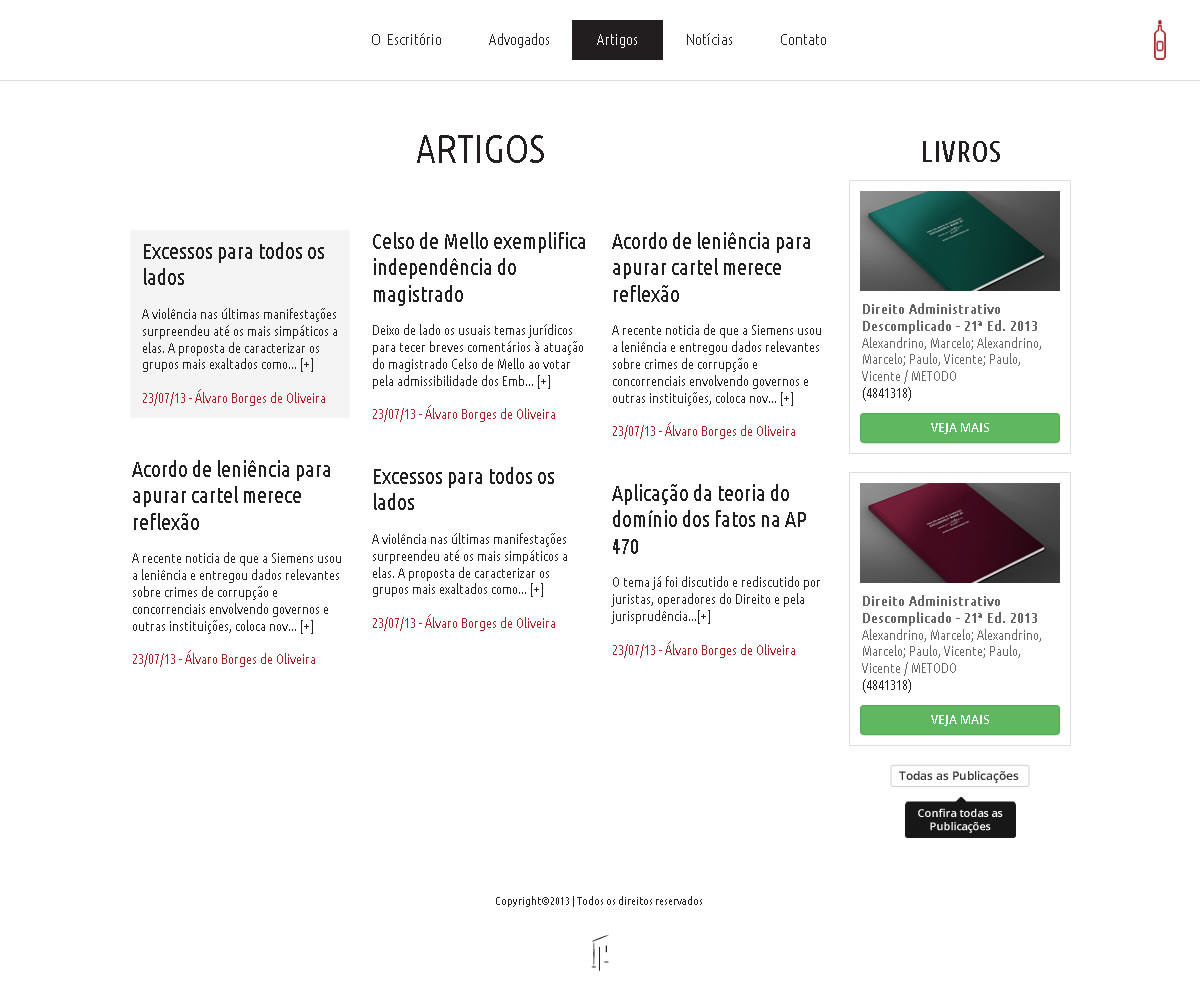 O Escritório
Advogados
Artigos
Notícias
Contato
ARTIGOS
Excessos para todos os
lados
A violência nas últimas manifestações
surpreendeu até os mais simpáticos a
elas. A proposta de caracterizar os
grupos mais exaltados como... [+]
23/07/13 - Álvaro Borges de Oliveira
Celso de Mello exemplifica
independência do
magistrado
Deixo de lado os usuais temas jurídicos
para tecer breves comentários à atuação
do magistrado Celso de Mello ao votar
pela admissibilidade dos Emb... [+]
23/07/13 - Álvaro Borges de Oliveira
Acordo de leniência para
apurar cartel merece
reflexão
A recente noticia de que a Siemens usou
a leniência e entregou dados relevantes
sobre crimes de corrupção e
concorrenciais envolvendo governos e
outras instituições, coloca nov... [+]
23/07/13 - Álvaro Borges de Oliveira
Acordo de leniência para
apurar cartel merece
reflexão
A recente noticia de que a Siemens usou
a leniência e entregou dados relevantes
sobre crimes de corrupção e
concorrenciais envolvendo governos e
outras instituições, coloca nov... [+]
23/07/13 - Álvaro Borges de Oliveira
Excessos para todos os
lados
A violência nas últimas manifestações
surpreendeu até os mais simpáticos a
elas. A proposta de caracterizar os
grupos mais exaltados como... [+]
23/07/13 - Álvaro Borges de Oliveira
Aplicação da teoria do
domínio dos fatos na AP
470
O tema já foi discutido e rediscutido por
juristas, operadores do Direito e pela
jurisprudência...[+]
23/07/13 - Álvaro Borges de Oliveira
LIVROS
Direito Administrativo
Descomplicado - 21ª Ed. 2013
Alexandrino, Marcelo; Alexandrino,
Marcelo; Paulo, Vicente; Paulo,
Vicente / METODO
(4841318)
VEJA MAIS
Direito Administrativo
Descomplicado - 21ª Ed. 2013
Alexandrino, Marcelo; Alexandrino,
Marcelo; Paulo, Vicente; Paulo,
Vicente / METODO
(4841318)
VEJA MAIS
Todas as Publicações
Confira todas as
Publicações
Copyright©2013 | Todos os direitos reservados